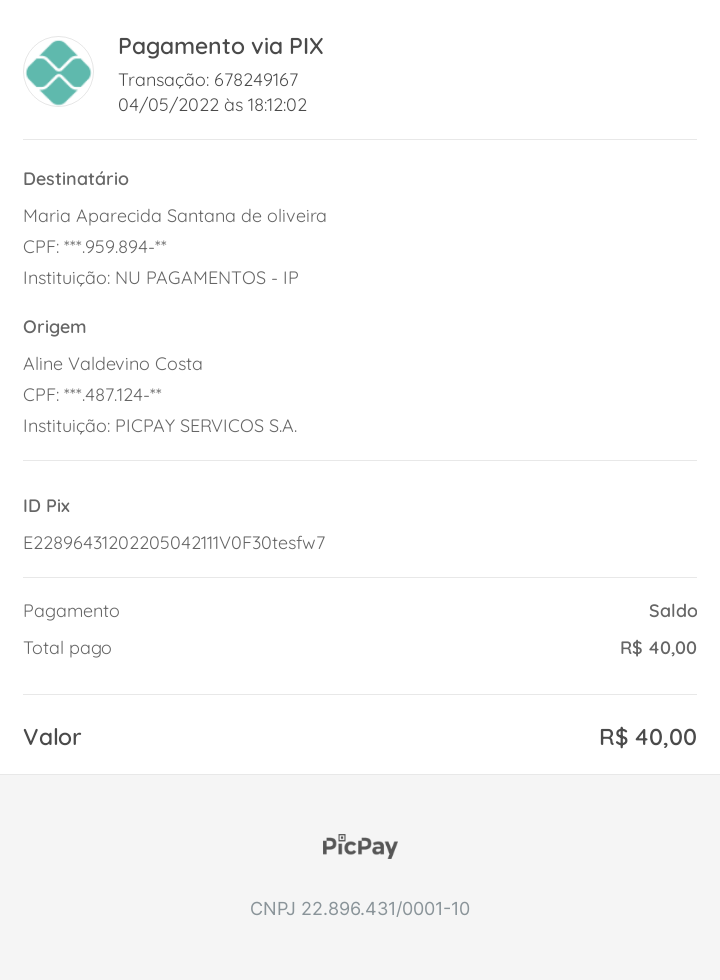 Pagamento via PIX
Transação: 678249167
04/05/2022 às 18:12:02
Destinatário
Maria Aparecida Santana de oliveira
CPF: ***.959.894-**
Instituição: NU PAGAMENTOS - IP
Origem
Aline Valdevino Costa
CPF: ***.487.124-**
Instituição: PICPAY SERVICOS S.A.
ID Pix
E22896431202205042111V0F30tesfw7
Pagamento Saldo
Total pago R$ 40,00
Valor R$ 40,00
PicPay
CNPJ 22.896.431/0001-10